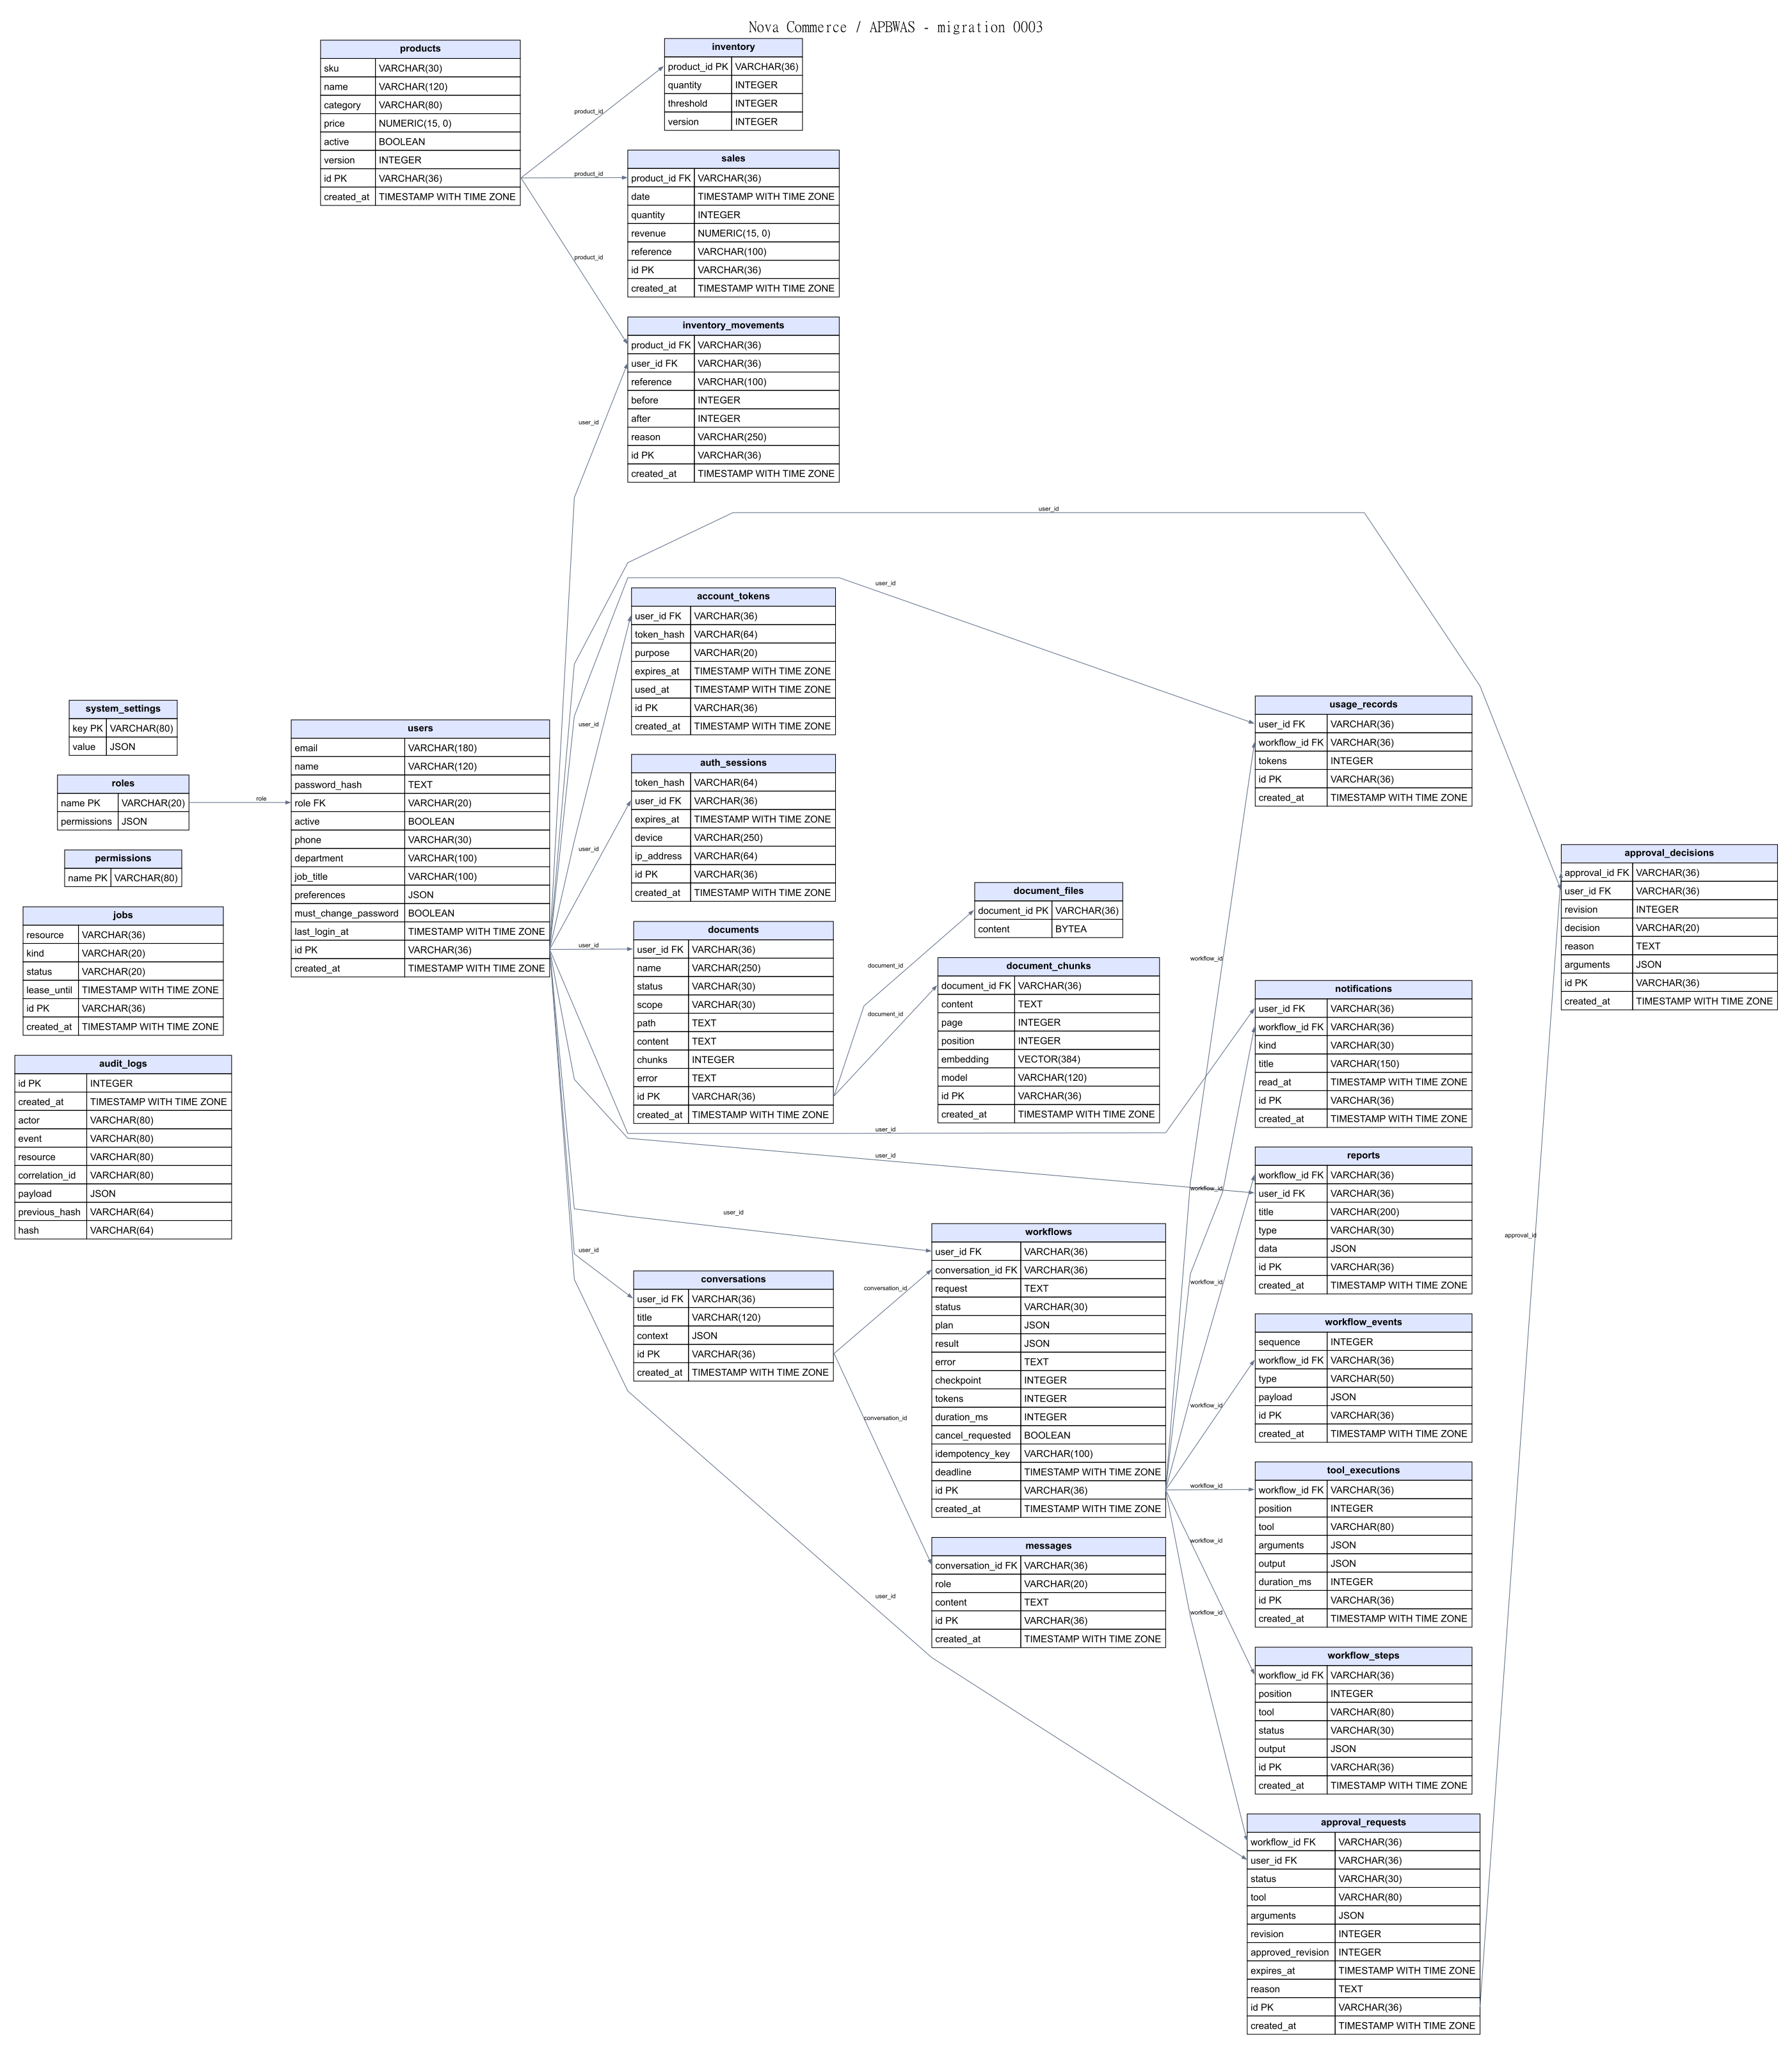 Nova Commerce / APBWAS - migration 0003
products
sku VARCHAR(30)
name VARCHAR(120)
category VARCHAR(80)
price NUMERIC(15, 0)
active BOOLEAN
version INTEGER
id PK VARCHAR(36)
created_at TIMESTAMP WITH TIME ZONE
inventory
product_id PK VARCHAR(36)
quantity INTEGER
threshold INTEGER
version INTEGER
product_id
product_id
product_id
sales
product_id FK VARCHAR(36)
date TIMESTAMP WITH TIME ZONE
quantity INTEGER
revenue NUMERIC(15, 0)
reference VARCHAR(100)
id PK VARCHAR(36)
created_at TIMESTAMP WITH TIME ZONE
inventory_movements
product_id FK VARCHAR(36)
user_id FK VARCHAR(36)
reference VARCHAR(100)
before INTEGER
after INTEGER
reason VARCHAR(250)
id PK VARCHAR(36)
created_at TIMESTAMP WITH TIME ZONE
user_id
user_id
user_id
account_tokens
user_id FK VARCHAR(36)
token_hash VARCHAR(64)
purpose VARCHAR(20)
expires_at TIMESTAMP WITH TIME ZONE
used_at TIMESTAMP WITH TIME ZONE
id PK VARCHAR(36)
created_at TIMESTAMP WITH TIME ZONE
system_settings
key PK VARCHAR(80)
value JSON
roles
name PK VARCHAR(20)
permissions JSON
role
permissions
name PK VARCHAR(80)
jobs
resource VARCHAR(36)
kind VARCHAR(20)
status VARCHAR(20)
lease_until TIMESTAMP WITH TIME ZONE
id PK VARCHAR(36)
created_at TIMESTAMP WITH TIME ZONE
audit_logs
id PK INTEGER
created_at TIMESTAMP WITH TIME ZONE
actor VARCHAR(80)
event VARCHAR(80)
resource VARCHAR(80)
correlation_id VARCHAR(80)
payload JSON
previous_hash VARCHAR(64)
hash VARCHAR(64)
users
email VARCHAR(180)
name VARCHAR(120)
password_hash TEXT
role FK VARCHAR(20)
active BOOLEAN
phone VARCHAR(30)
department VARCHAR(100)
job_title VARCHAR(100)
preferences JSON
must_change_password BOOLEAN
last_login_at TIMESTAMP WITH TIME ZONE
id PK VARCHAR(36)
created_at TIMESTAMP WITH TIME ZONE
user_id
user_id
user_id
auth_sessions
token_hash VARCHAR(64)
user_id FK VARCHAR(36)
expires_at TIMESTAMP WITH TIME ZONE
device VARCHAR(250)
ip_address VARCHAR(64)
id PK VARCHAR(36)
created_at TIMESTAMP WITH TIME ZONE
documents
user_id FK VARCHAR(36)
name VARCHAR(250)
status VARCHAR(30)
scope VARCHAR(30)
path TEXT
content TEXT
chunks INTEGER
error TEXT
id PK VARCHAR(36)
created_at TIMESTAMP WITH TIME ZONE
document_id
document_id
document_files
document_id PK VARCHAR(36)
content BYTEA
document_chunks
document_id FK VARCHAR(36)
content TEXT
page INTEGER
position INTEGER
embedding VECTOR(384)
model VARCHAR(120)
id PK VARCHAR(36)
created_at TIMESTAMP WITH TIME ZONE
user_id
user_id
user_id
user_id
user_id
conversations
user_id FK VARCHAR(36)
title VARCHAR(120)
context JSON
id PK VARCHAR(36)
created_at TIMESTAMP WITH TIME ZONE
conversation_id
conversation_id
workflows
user_id FK VARCHAR(36)
conversation_id FK VARCHAR(36)
request TEXT
status VARCHAR(30)
plan JSON
result JSON
error TEXT
checkpoint INTEGER
tokens INTEGER
duration_ms INTEGER
cancel_requested BOOLEAN
idempotency_key VARCHAR(100)
deadline TIMESTAMP WITH TIME ZONE
id PK VARCHAR(36)
created_at TIMESTAMP WITH TIME ZONE
messages
conversation_id FK VARCHAR(36)
role VARCHAR(20)
content TEXT
id PK VARCHAR(36)
created_at TIMESTAMP WITH TIME ZONE
workflow_id
workflow_id
workflow_id
workflow_id
workflow_id
workflow_id
workflow_id
usage_records
user_id FK VARCHAR(36)
workflow_id FK VARCHAR(36)
tokens INTEGER
id PK VARCHAR(36)
created_at TIMESTAMP WITH TIME ZONE
notifications
user_id FK VARCHAR(36)
workflow_id FK VARCHAR(36)
kind VARCHAR(30)
title VARCHAR(150)
read_at TIMESTAMP WITH TIME ZONE
id PK VARCHAR(36)
created_at TIMESTAMP WITH TIME ZONE
reports
workflow_id FK VARCHAR(36)
user_id FK VARCHAR(36)
title VARCHAR(200)
type VARCHAR(30)
data JSON
id PK VARCHAR(36)
created_at TIMESTAMP WITH TIME ZONE
workflow_events
sequence INTEGER
workflow_id FK VARCHAR(36)
type VARCHAR(50)
payload JSON
id PK VARCHAR(36)
created_at TIMESTAMP WITH TIME ZONE
tool_executions
workflow_id FK VARCHAR(36)
position INTEGER
tool VARCHAR(80)
arguments JSON
output JSON
duration_ms INTEGER
id PK VARCHAR(36)
created_at TIMESTAMP WITH TIME ZONE
workflow_steps
workflow_id FK VARCHAR(36)
position INTEGER
tool VARCHAR(80)
status VARCHAR(30)
output JSON
id PK VARCHAR(36)
created_at TIMESTAMP WITH TIME ZONE
approval_requests
workflow_id FK VARCHAR(36)
user_id FK VARCHAR(36)
status VARCHAR(30)
tool VARCHAR(80)
arguments JSON
revision INTEGER
approved_revision INTEGER
expires_at TIMESTAMP WITH TIME ZONE
reason TEXT
id PK VARCHAR(36)
created_at TIMESTAMP WITH TIME ZONE
approval_id
approval_decisions
approval_id FK VARCHAR(36)
user_id FK VARCHAR(36)
revision INTEGER
decision VARCHAR(20)
reason TEXT
arguments JSON
id PK VARCHAR(36)
created_at TIMESTAMP WITH TIME ZONE
user_id